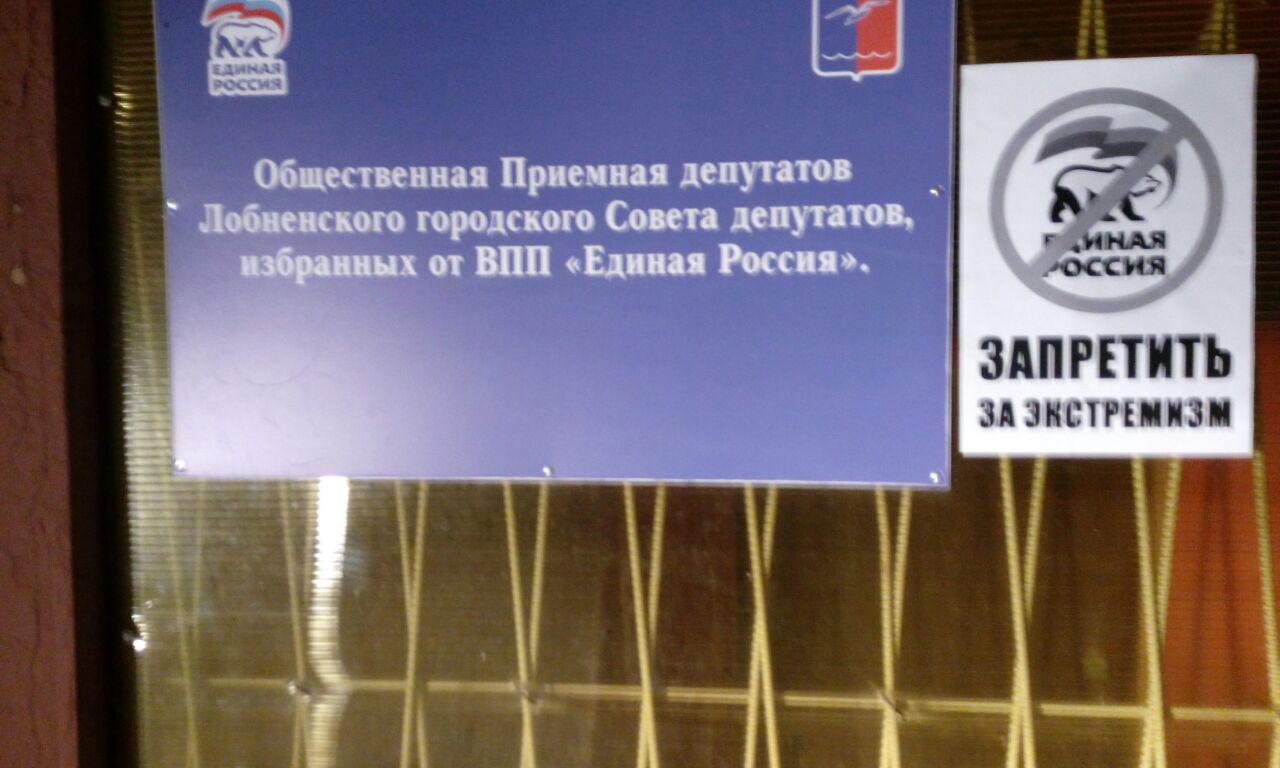 ЕДИНАЯ
РОССИЯ
Общественная Приемная депутатов
Лобненского городского Совета депутатов,
избранных от ВПП «Единая Россия».
ЕДИНАЯ
РОССИЯ
ЗАПРЕТИТЬ
ЗА ЭКСТРЕМИЗМ